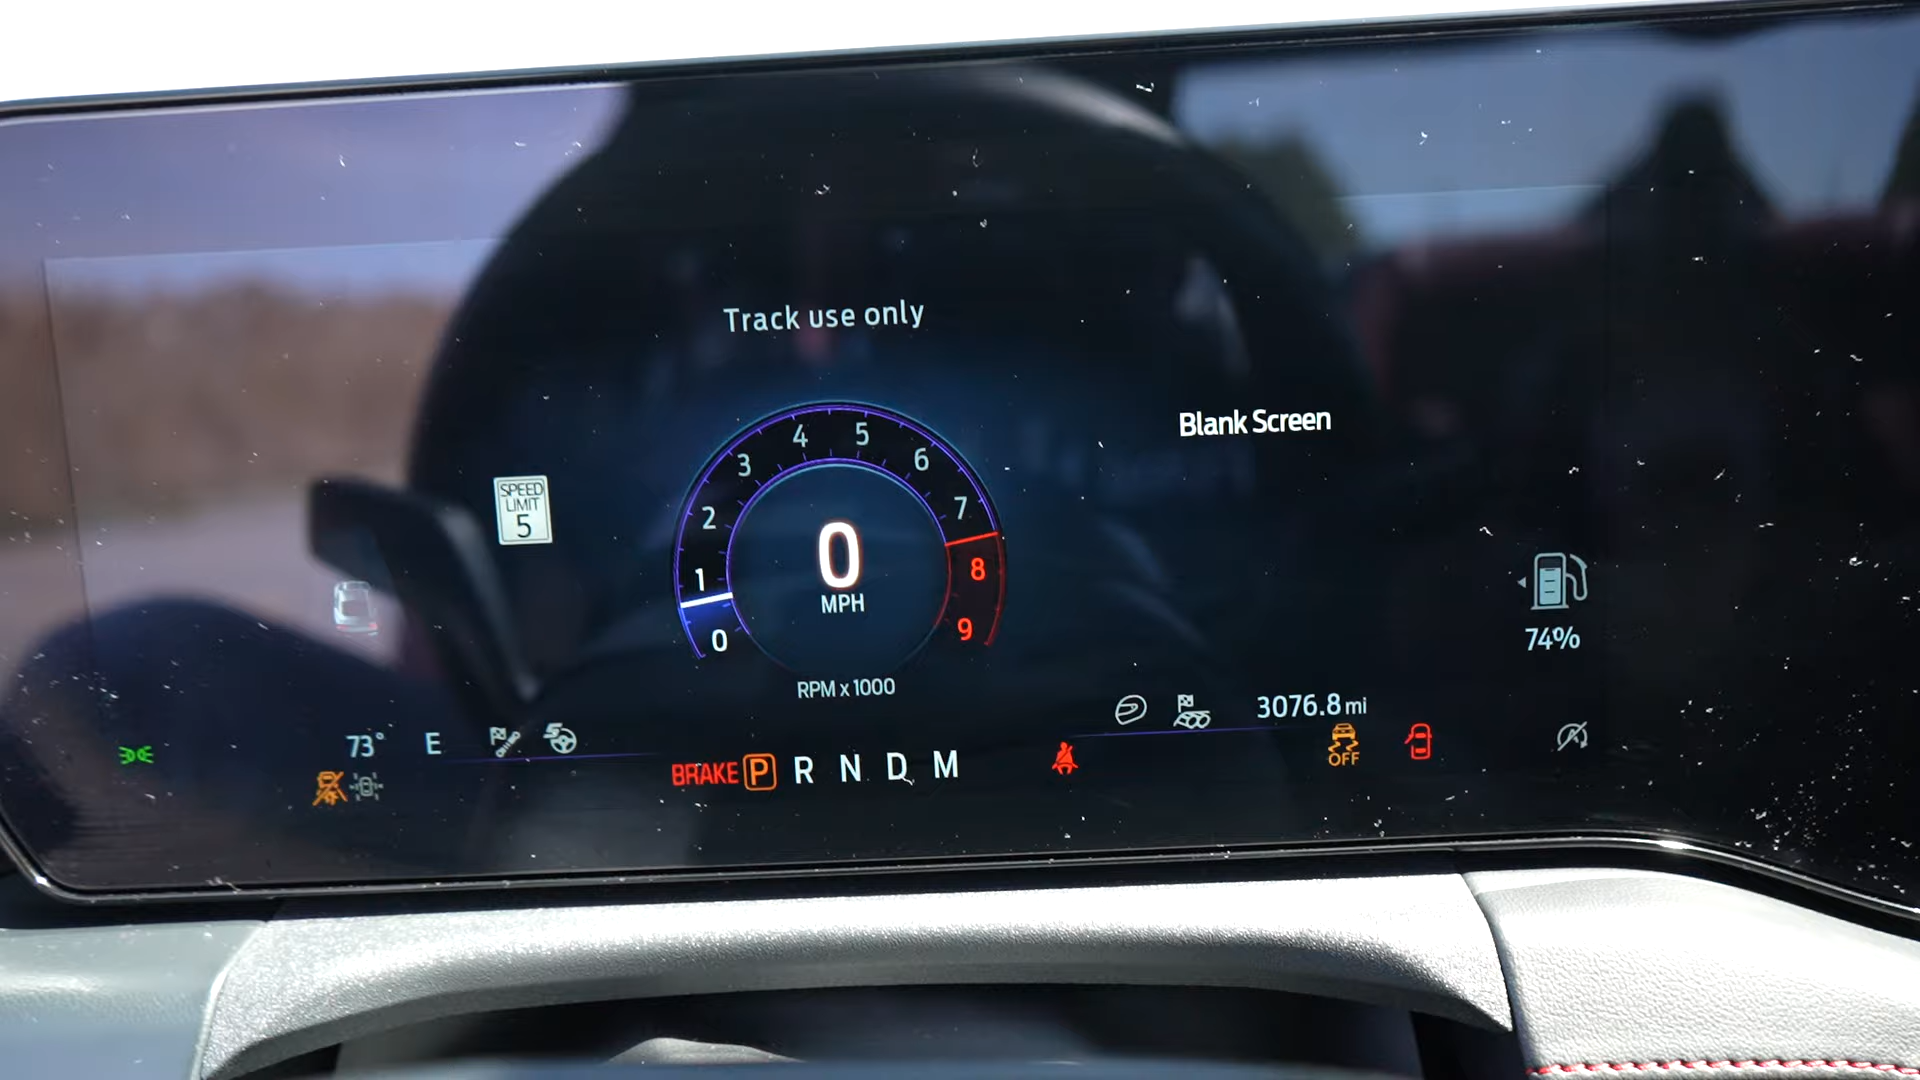 Track use only
Blank Screen
SPEED
LIMIT
5
0 1 2 3 4 5 6 7 8 9
0
MPH
RPM x 1000
74%
73° E
S
3076.8 mi
BRAKE P R N D M
OFF